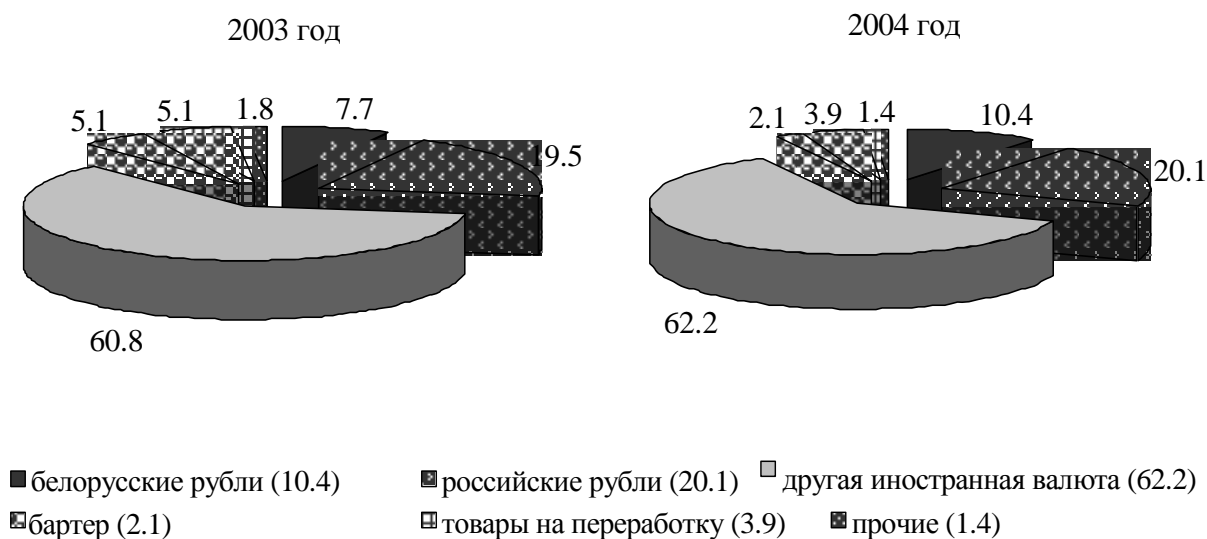 2003 год
2004 год
5.1 5.1 1.8 7.7
19.5
60.8
2.1 3.9 1.4 10.4
20.1
62.2
белорусские рубли (10.4) российские рубли (20.1) другая иностранная валюта (62.2)
бартер (2.1) товары на переработку (3.9) прочие (1.4)